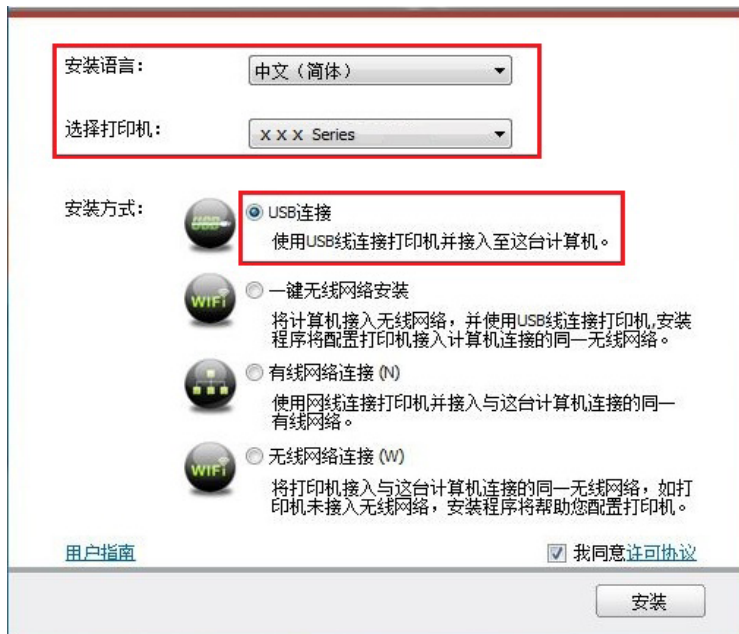 安装语言：
中文（简体）
选择打印机：
X X X Series
安装方式：
USB
USB连接
使用USB线连接打印机并接入至这台计算机。
WiFi
一键无线网络安装
将计算机接入无线网络，并使用USB线连接打印机,安装
程序将配置打印机接入计算机连接的同一无线网络。
有线网络连接 (N)
使用网线连接打印机并接入与这台计算机连接的同一
有线网络。
WiFi
无线网络连接 (W)
将打印机接入与这台计算机连接的同一无线网络，如打
印机未接入无线网络，安装程序将帮助您配置打印机。
用户指南
我同意许可协议
安装